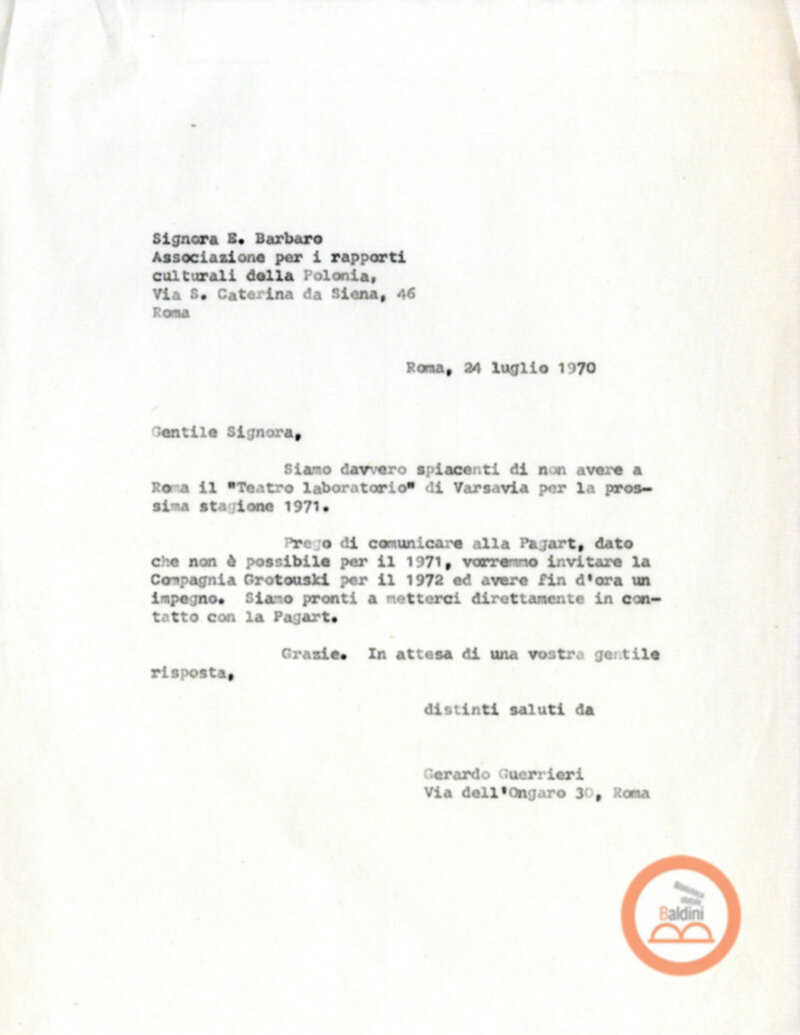 Signora E. Barbaro
Associazione per i rapporti
culturali della Polonia,
Via S. Caterina da Siena, 46
Roma
Roma, 24 luglio 1970
Gentile Signora,
Siamo davvero spiacenti di non avere a
Roma il "Teatro laboratorio" di Varsavia per la pros-
sima stagione 1971.
Prego di comunicare alla Pagart, dato
che non è possibile per il 1971, vorremmo invitare la
Compagnia Grotouski per il 1972 ed avere fin d'ora un
impegno. Siamo pronti a metterci direttamente in con-
tatto con la Pagart.
Grazie. In attesa di una vostra gentile
risposta,
distinti saluti da
Gerardo Guerrieri
Via dell'Ongaro 30, Roma
Biblioteca
statale
Baldini